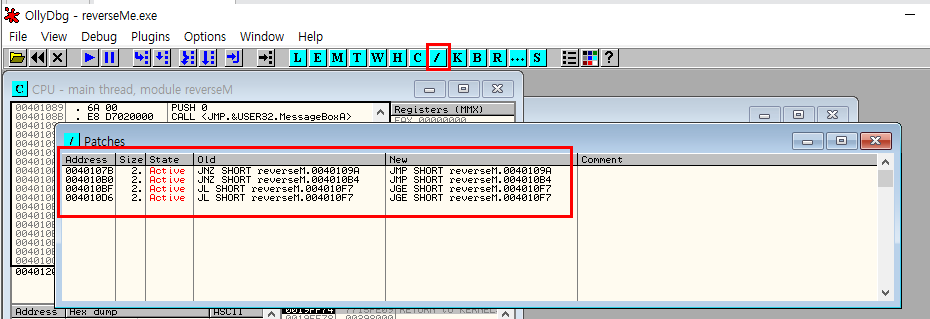 OllyDbg - reverseMe.exe
File View Debug Plugins Options Window Help
L E M T W H C / K B R ... S ?
C CPU - main thread, module reverseM
00401089 . 6A 00 PUSH 0 Registers (MMX)
0040108B . E8 D7020000 CALL <JMP.&USER32.MessageBoxA>
/ Patches
Address Size State Old New Comment
0040107B 2. Active JNZ SHORT reverseM.0040109A JMP SHORT reverseM.0040109A
004010B0 2. Active JNZ SHORT reverseM.004010B4 JMP SHORT reverseM.004010B4
004010BF 2. Active JL SHORT reverseM.004010F7 JGE SHORT reverseM.004010F7
004010D6 2. Active JL SHORT reverseM.004010F7 JGE SHORT reverseM.004010F7
Address Hex dump ASCII